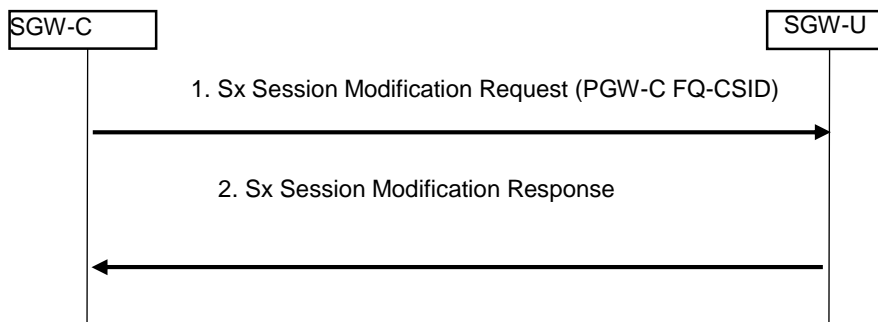 SGW-C
SGW-U
1. Sx Session Modification Request (PGW-C FQ-CSID)
2. Sx Session Modification Response